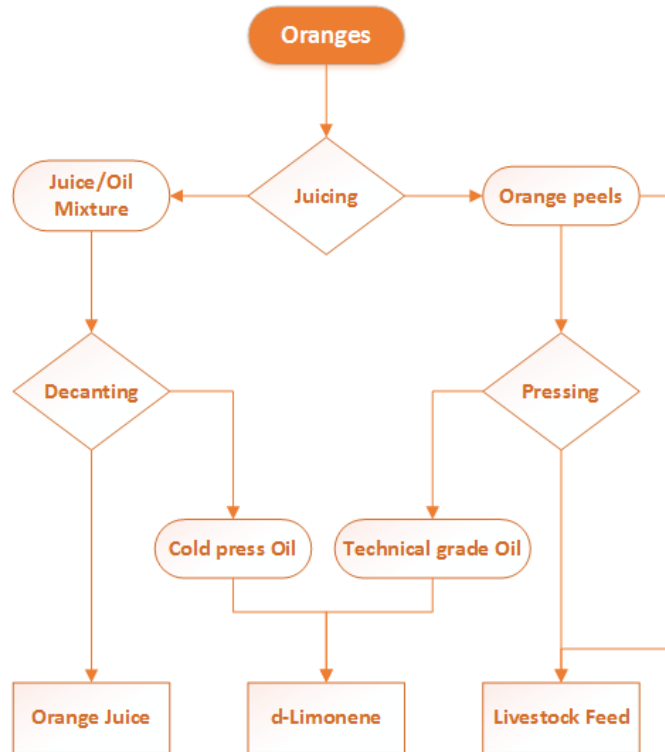 Oranges
Juice/Oil
Mixture
Juicing
Orange peels
Decanting
Pressing
Cold press Oil
Technical grade Oil
Orange Juice
d-Limonene
Livestock Feed